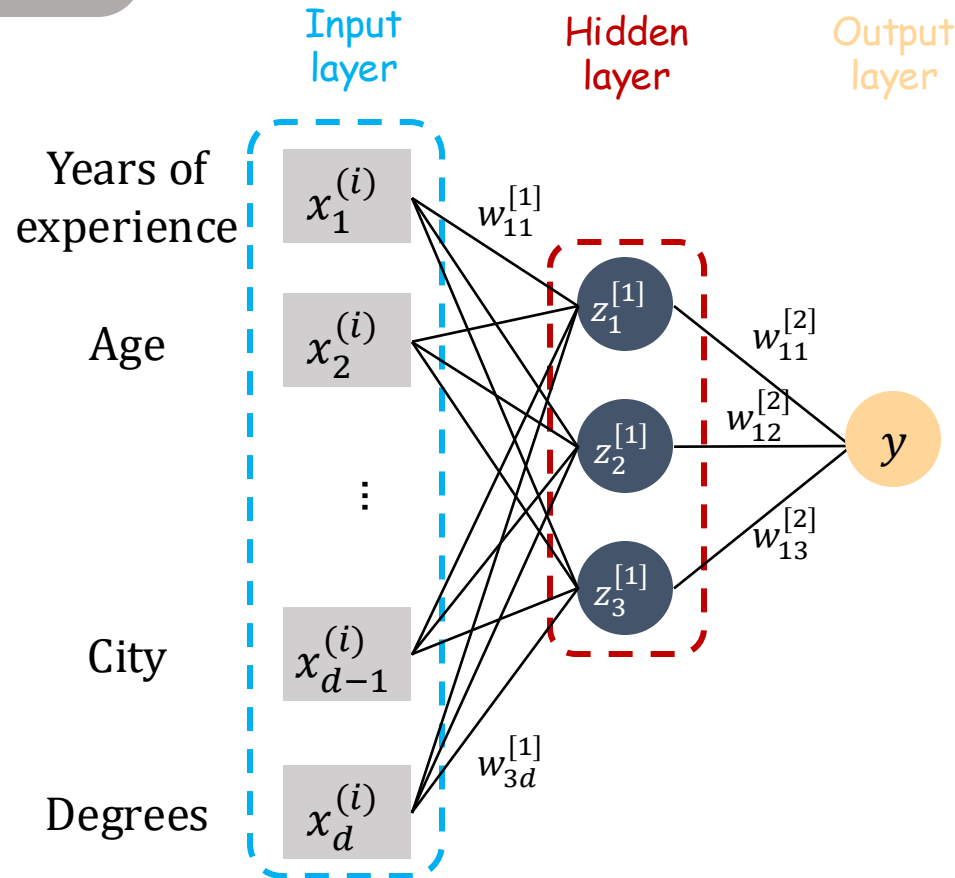 Input
layer
Hidden
layer
Output
layer
Years of
experience
x_1^{(i)}
w_{11}^{[1]}
z_1^{[1]}
Age
x_2^{(i)}
w_{11}^{[2]}
w_{12}^{[2]}
z_2^{[1]}
y
⋮
w_{13}^{[2]}
z_3^{[1]}
City
x_{d-1}^{(i)}
w_{3d}^{[1]}
Degrees
x_d^{(i)}